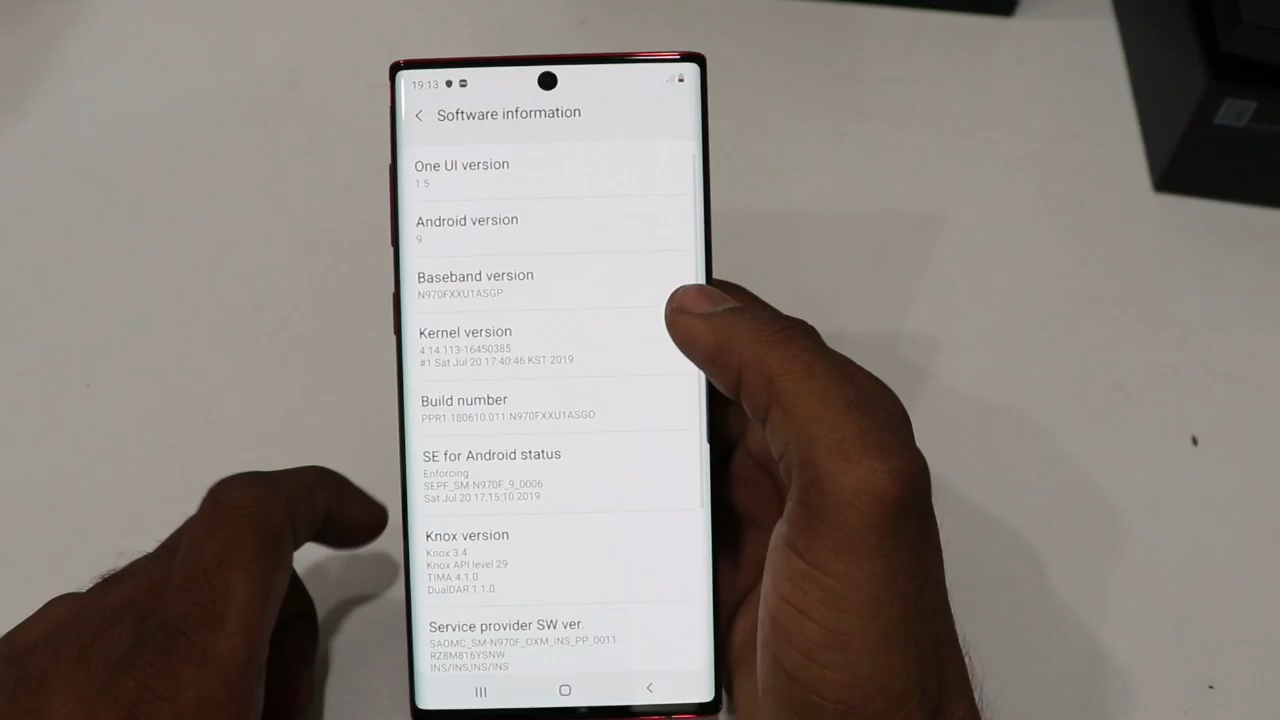 19:13
Software information
One UI version
1.5
Android version
9
Baseband version
N970FXXU1ASGP
Kernel version
4.14.113-16450385
#1 Sat Jul 20 17:40:46 KST 2019
Build number
PPR1.180610.011.N970FXXU1ASGO
SE for Android status
Enforcing
SEPF_SM-N970F_9_0006
Sat Jul 20 17:15:10 2019
Knox version
Knox 3.4
Knox API level 29
TIMA 4.1.0
DualDAR 1.1.0
Service provider SW ver.
SAOMC_SM-N970F_OXM_INS_PP_0011
RZ8M816YSNW
INS/INS,INS/INS